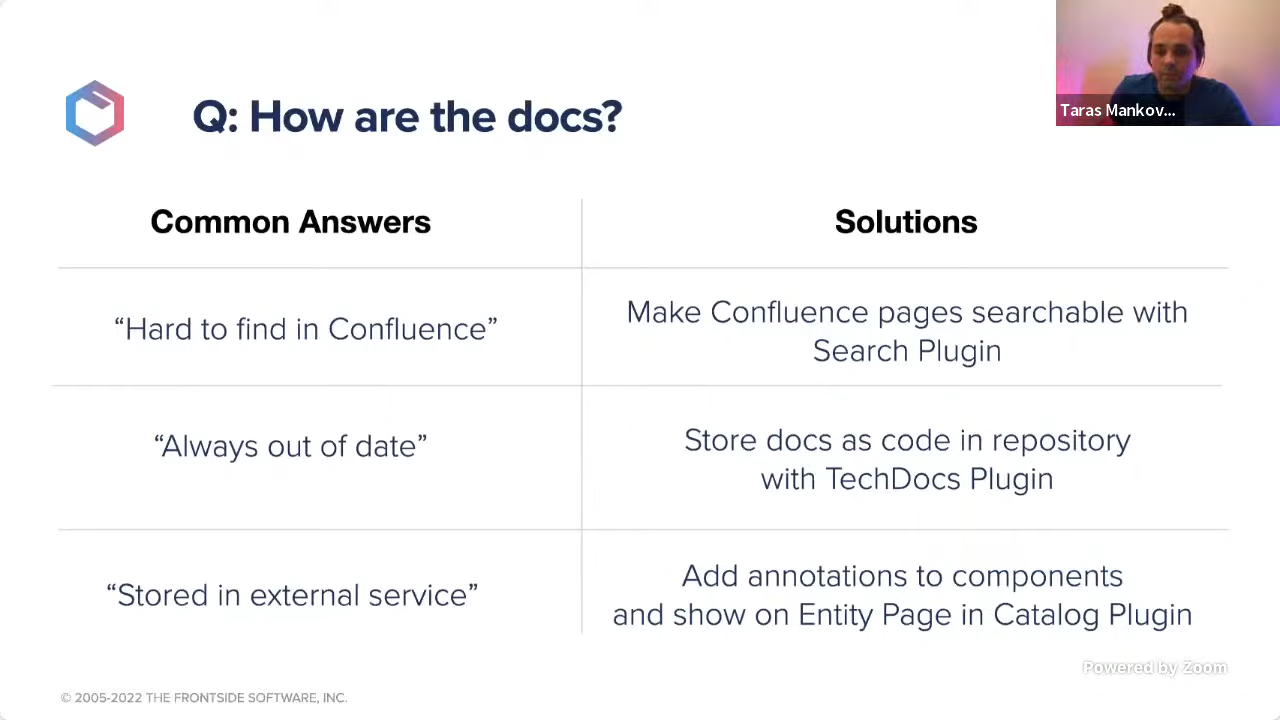 Q: How are the docs?
Taras Mankov...
Common Answers
Solutions
“Hard to find in Confluence”
Make Confluence pages searchable with
Search Plugin
“Always out of date”
Store docs as code in repository
with TechDocs Plugin
“Stored in external service”
Add annotations to components
and show on Entity Page in Catalog Plugin
Powered by Zoom
© 2005-2022 THE FRONTSIDE SOFTWARE, INC.